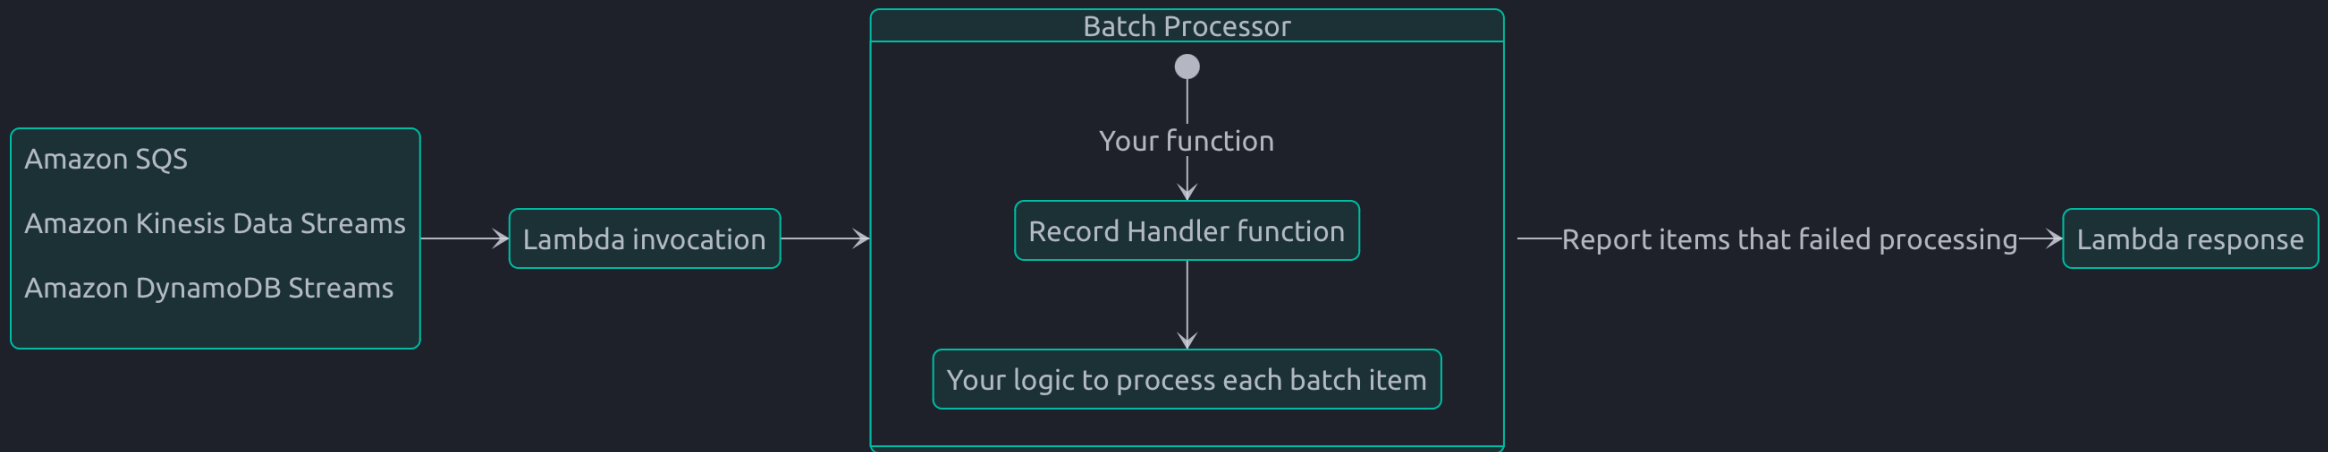 Amazon SQS
Amazon Kinesis Data Streams
Amazon DynamoDB Streams
Lambda invocation
Batch Processor
Your function
Record Handler function
Your logic to process each batch item
Report items that failed processing
Lambda response